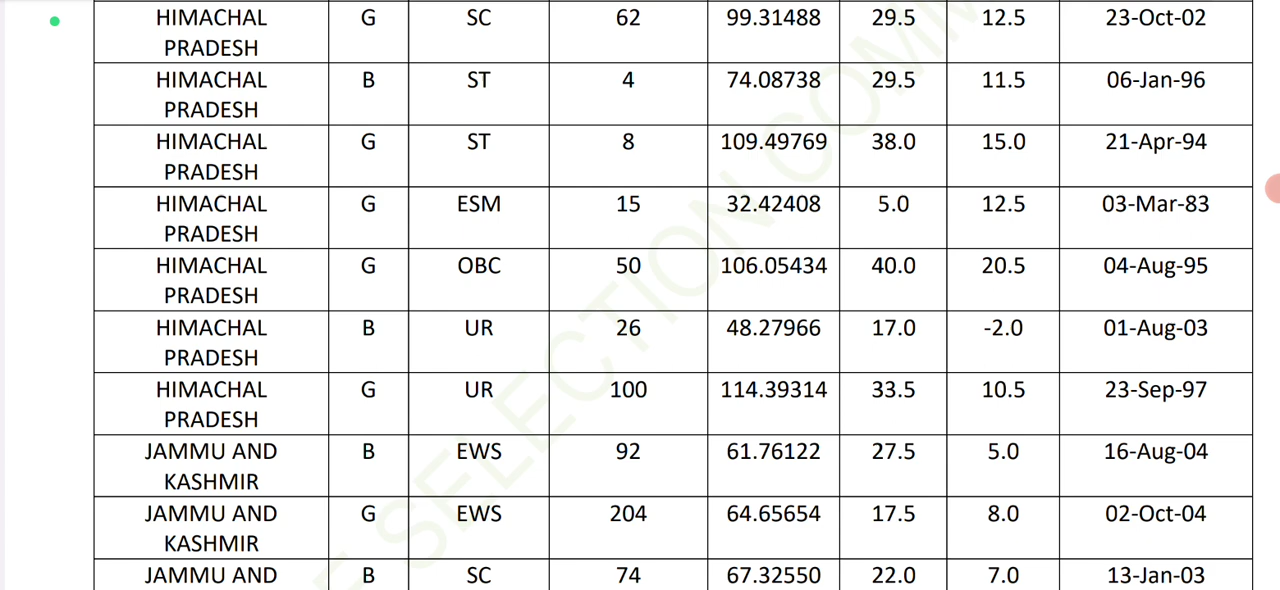 HIMACHAL G SC 62 99.31488 29.5 12.5 23-Oct-02
PRADESH
HIMACHAL B ST 4 74.08738 29.5 11.5 06-Jan-96
PRADESH
HIMACHAL G ST 8 109.49769 38.0 15.0 21-Apr-94
PRADESH
HIMACHAL G ESM 15 32.42408 5.0 12.5 03-Mar-83
PRADESH
HIMACHAL G OBC 50 106.05434 40.0 20.5 04-Aug-95
PRADESH
HIMACHAL B UR 26 48.27966 17.0 -2.0 01-Aug-03
PRADESH
HIMACHAL G UR 100 114.39314 33.5 10.5 23-Sep-97
PRADESH
JAMMU AND B EWS 92 61.76122 27.5 5.0 16-Aug-04
KASHMIR
JAMMU AND G EWS 204 64.65654 17.5 8.0 02-Oct-04
KASHMIR
JAMMU AND B SC 74 67.32550 22.0 7.0 13-Jan-03
SELECTION